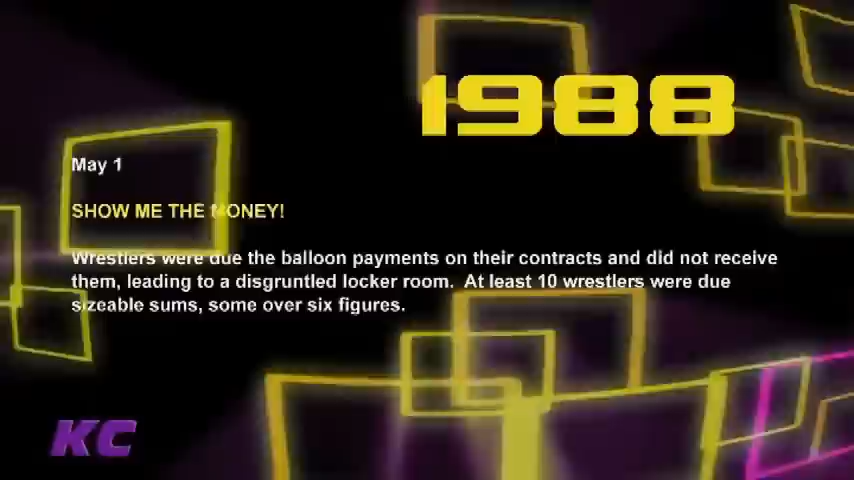 1988
May 1
SHOW ME THE MONEY!
Wrestlers were due the balloon payments on their contracts and did not receive
them, leading to a disgruntled locker room. At least 10 wrestlers were due
sizeable sums, some over six figures.
KC